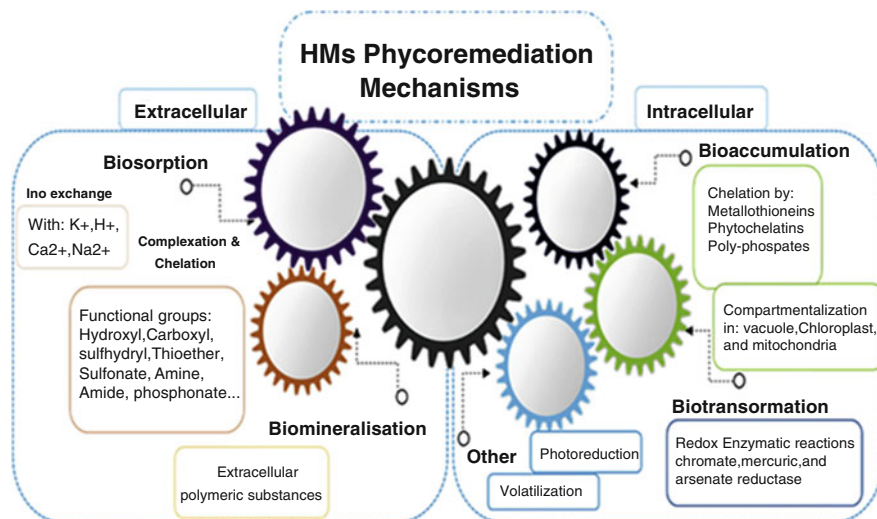 HMs Phycoremediation
Mechanisms
Extracellular
Biosorption
Ino exchange
With: K+,H+,
Ca2+,Na2+
Complexation &
Chelation
Functional groups:
Hydroxyl,Carboxyl,
sulfhydryl,Thioether,
Sulfonate, Amine,
Amide, phosphonate...
Biomineralisation
Extracellular
polymeric substances
Intracellular
Bioaccumulation
Chelation by:
Metallothioneins
Phytochelatins
Poly-phospates
Compartmentalization
in: vacuole,Chloroplast,
and mitochondria
Biotransormation
Redox Enzymatic reactions
chromate,mercuric,and
arsenate reductase
Other
Photoreduction
Volatilization